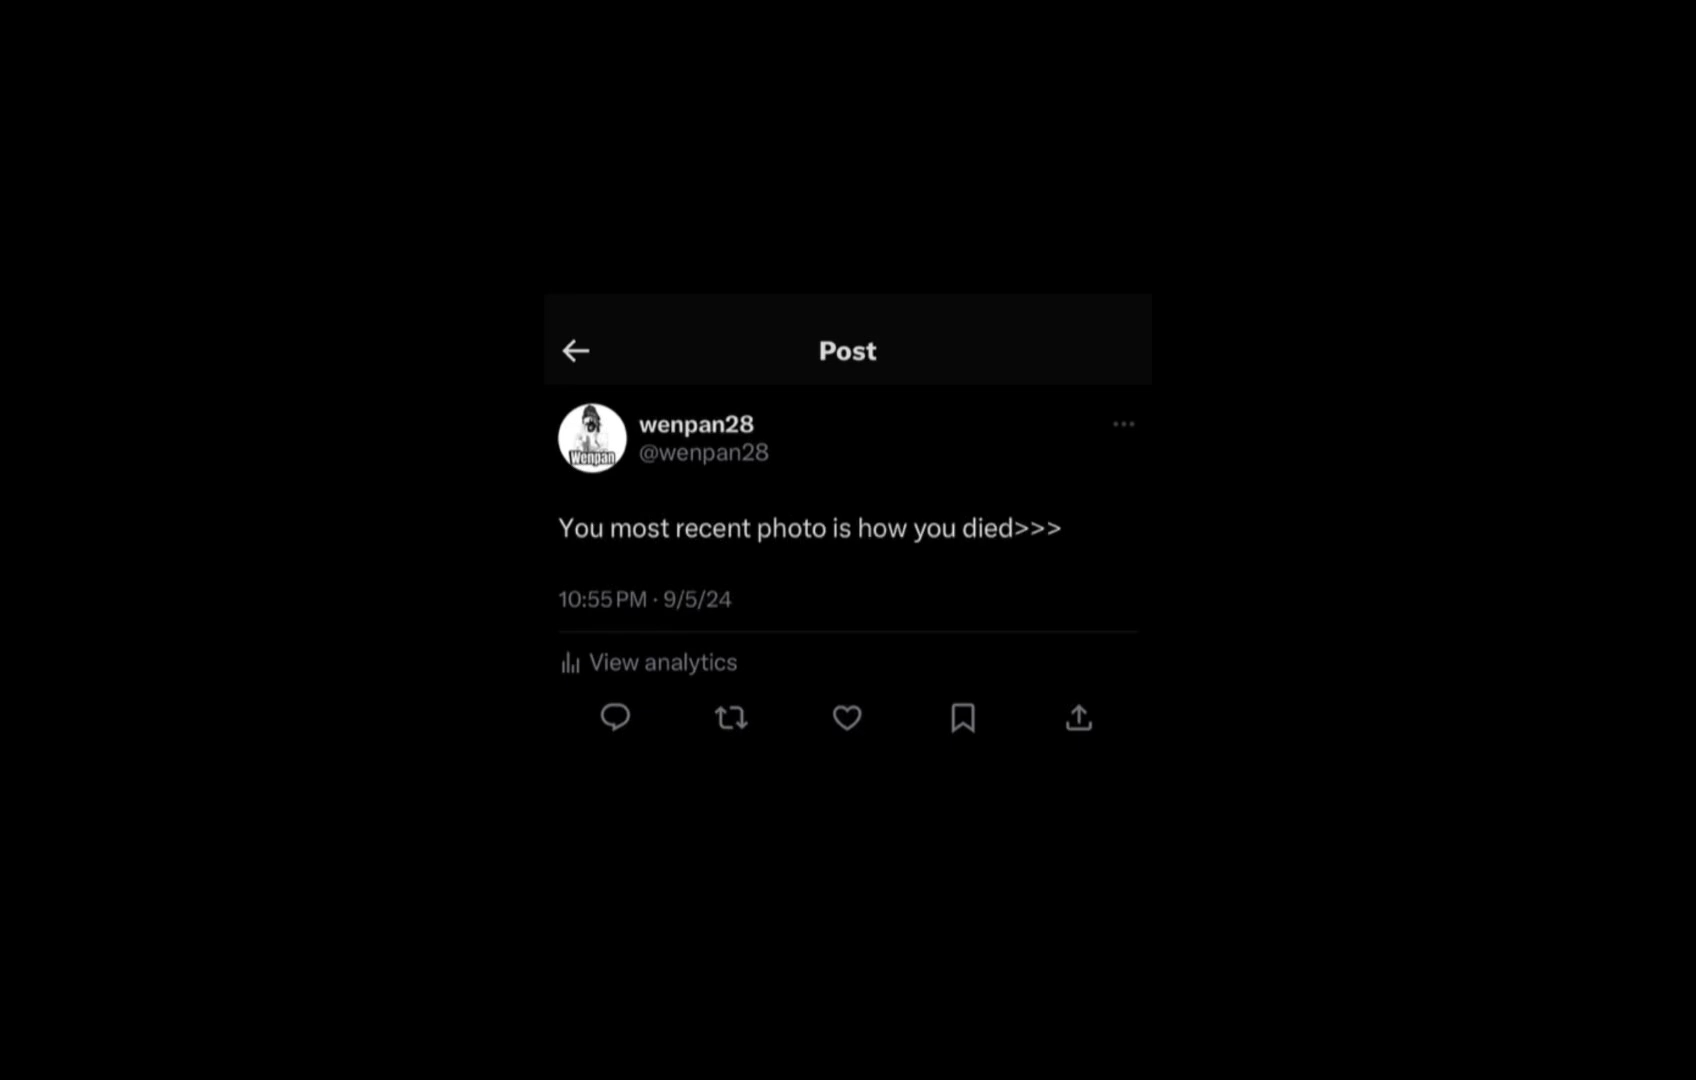 Post
wenpan28
@wenpan28
Wenpan
You most recent photo is how you died>>>
10:55 PM · 9/5/24
View analytics